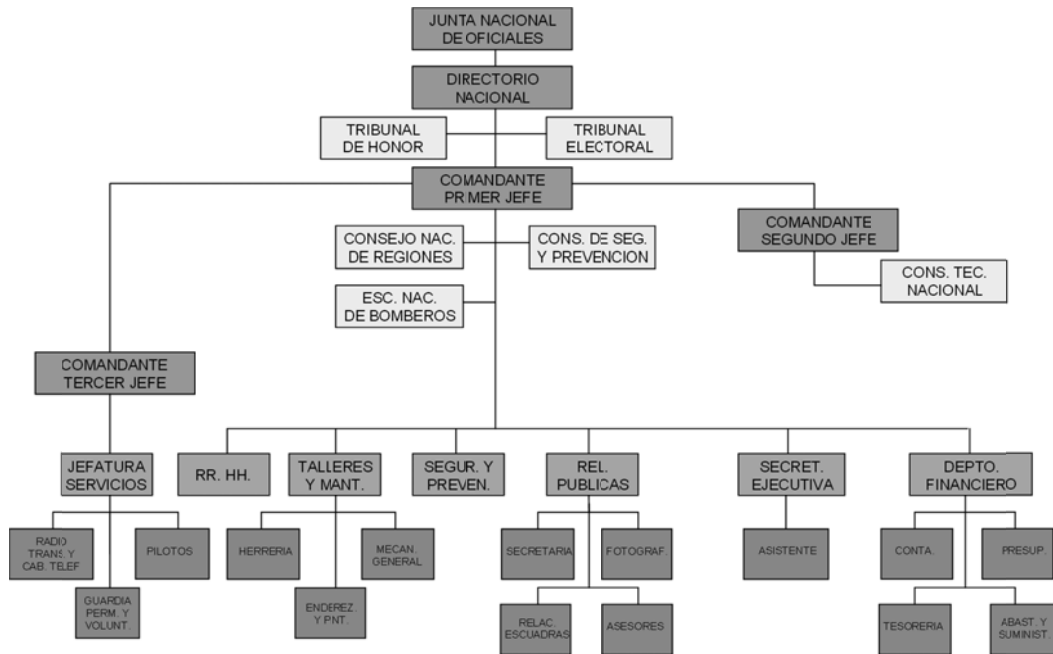 JUNTA NACIONAL
DE OFICIALES
DIRECTORIO
NACIONAL
TRIBUNAL
DE HONOR
TRIBUNAL
ELECTORAL
COMANDANTE
PRIMER JEFE
COMANDANTE
SEGUNDO JEFE
CONSEJO NAC.
DE REGIONES
CONS. DE SEG.
Y PREVENCION
CONS. TEC.
NACIONAL
ESC. NAC.
DE BOMBEROS
COMANDANTE
TERCER JEFE
JEFATURA
SERVICIOS
RR. HH.
TALLERES
Y MANT.
SEGUR. Y
PREVEN.
REL.
PUBLICAS
SECRET.
EJECUTIVA
DEPTO.
FINANCIERO
RADIO
TRANS. Y
CAB. TELEF
PILOTOS
HERRERIA
MECAN.
GENERAL
SECRETARIA
FOTOGRAF.
ASISTENTE
CONTA.
PRESUP.
GUARDIA
PERM. Y
VOLUNT.
ENDEREZ.
Y PNT.
RELAC.
ESCUADRAS
ASESORES
TESORERIA
ABAST. Y
SUMINIST.